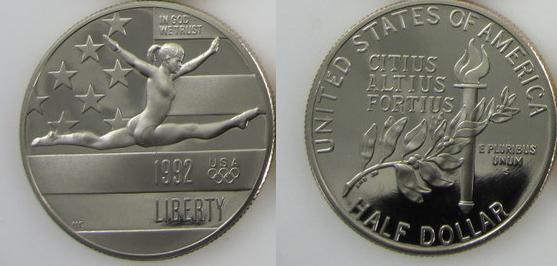 IN GOD
WE TRUST
1992
USA
LIBERTY
UNITED STATES OF AMERICA
CITIUS
ALTIUS
FORTIUS
E PLURIBUS
UNUM
S
HALF DOLLAR